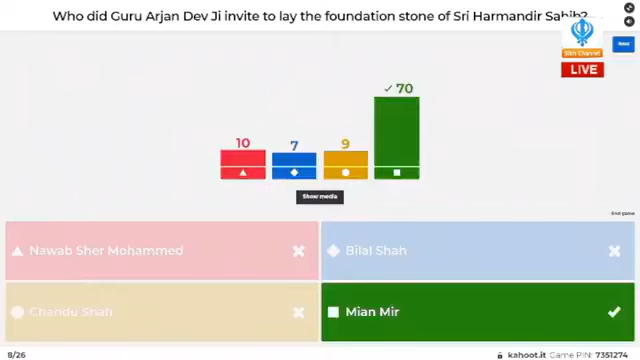 Who did Guru Arjan Dev Ji invite to lay the foundation stone of Sri Harmandir Sahib?
Next
Sikh Channel
LIVE
10
7
9
70
Show media
End game
Nawab Sher Mohammed
Bilal Shah
Chandu Shah
Mian Mir
8/26
kahoot.it Game PIN: 7351274